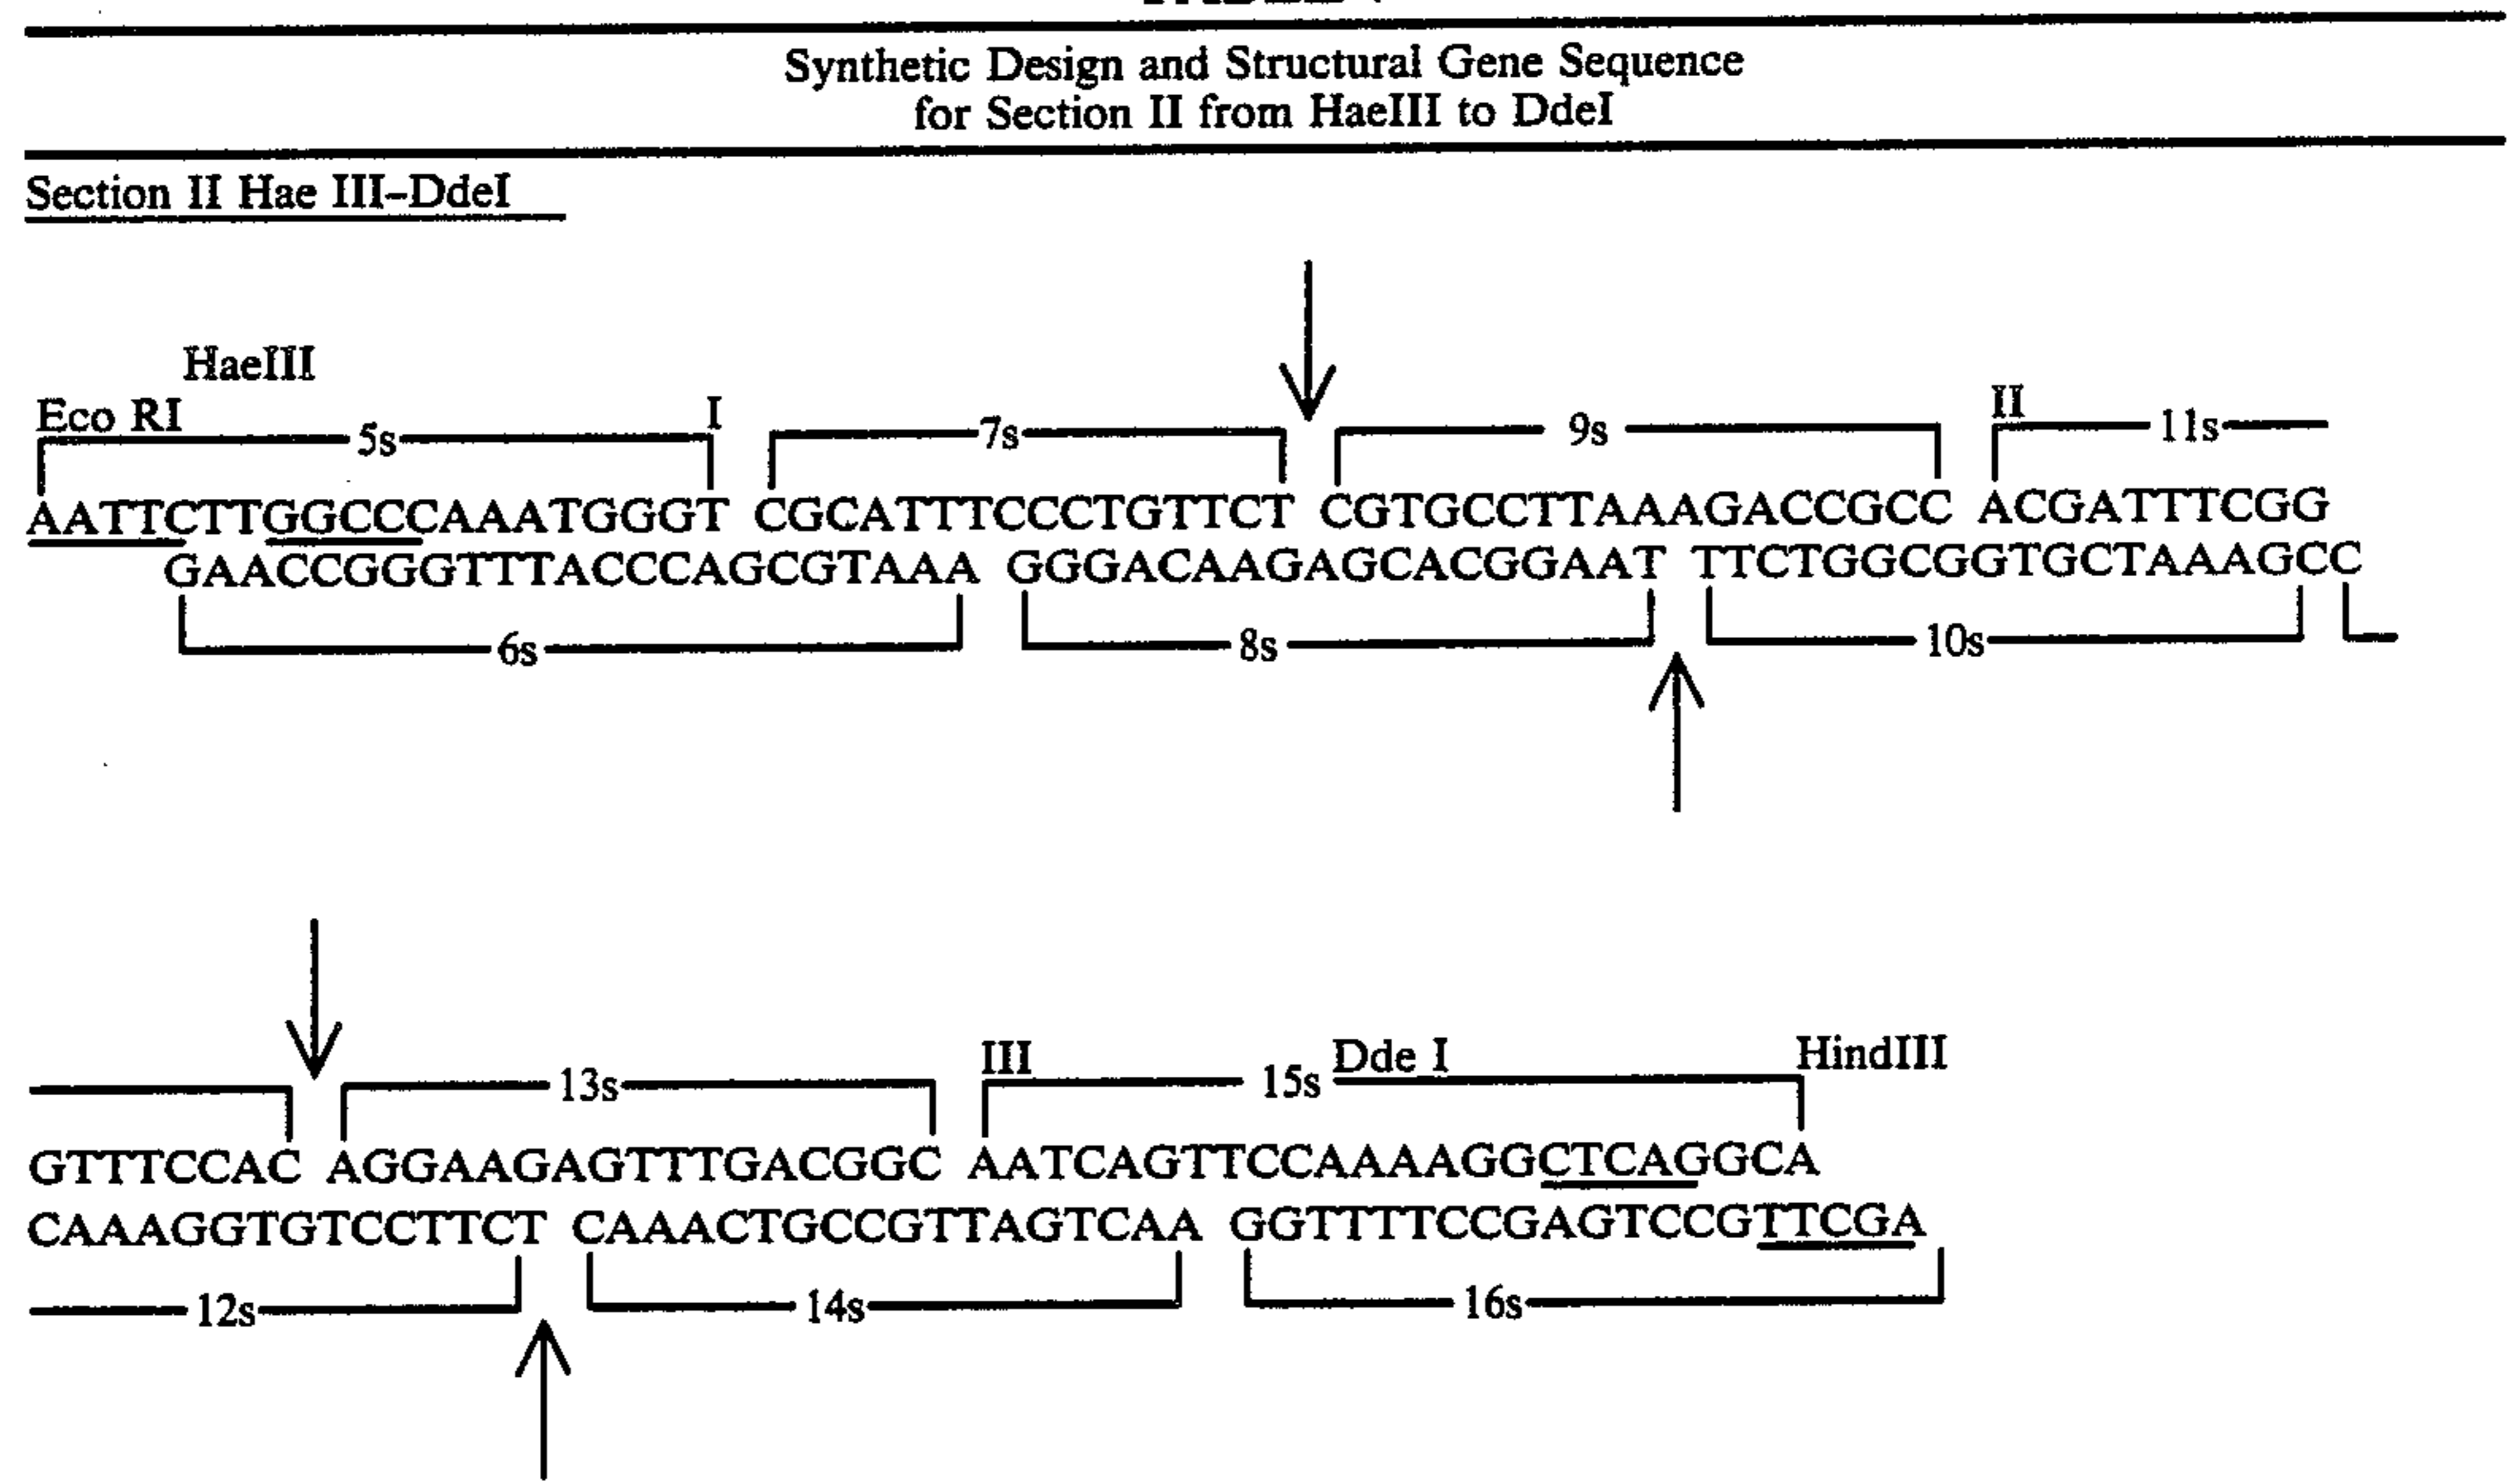 Synthetic Design and Structural Gene Sequence
for Section II from HaeIII to DdeI
Section II Hae III–DdeI
HaeIII
Eco RI 5s I 7s 9s II 11s
AATTCTTGGCCCCAAATGGGT CGCATTTCCCTGTTCT CGTGCCTTAAAGACCGCC ACGATTTCGG
GAACCGGGGTTTACCCAGCGTAAA GGGACAAGAGCACGGAAT TTCTGGCGGTGCTAAAGCC
6s 8s 10s
13s III 15s Dde I HindIII
GTTTCCAC AGGAAGAGTTTGACGGC AATCAGTTCCAAAAGGCTCAGGCA
CAAAGGTGTCCTTCT CAAACTGCCGTTAGTCAA GGTTTTCCGAGTCCGTTCGA
12s 14s 16s